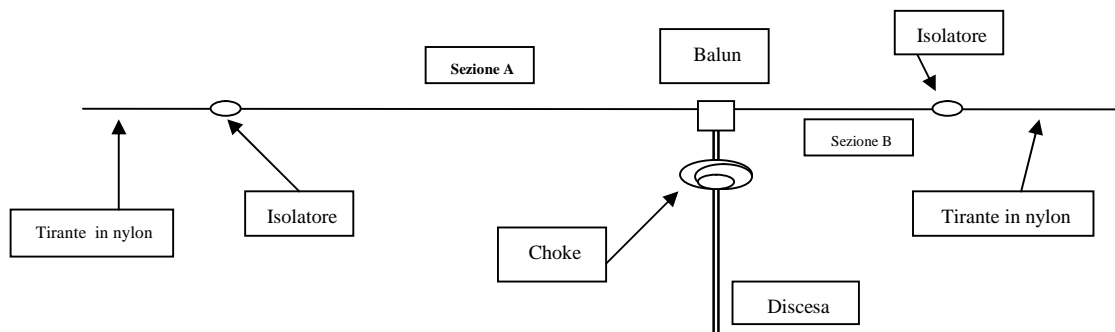 Isolatore
Balun
Sezione A
Sezione B
Tirante in nylon
Isolatore
Tirante in nylon
Choke
Discesa